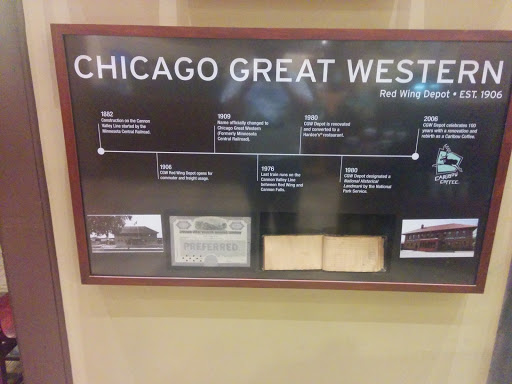 CHICAGO GREAT WESTERN
Red Wing Depot • EST. 1906
1882
Construction on the Cannon
Valley Line started by the
Minnesota Central Railroad.
1906
CGW Red Wing Depot opens for
commuter and freight usage.
1909
Name officially changed to
Chicago Great Western
(Formerly Minnesota
Central Railroad).
1976
Last train runs on the
Cannon Valley Line
between Red Wing and
Cannon Falls.
1980
CGW Depot is renovated
and converted to a
Hardee's® restaurant.
1980
CGW Depot designated a
National Historical
Landmark by the National
Park Service.
2006
CGW Depot celebrates 100
years with a renovation and
rebirth as a Caribou Coffee.
CARIBOU
COFFEE
PREFERRED